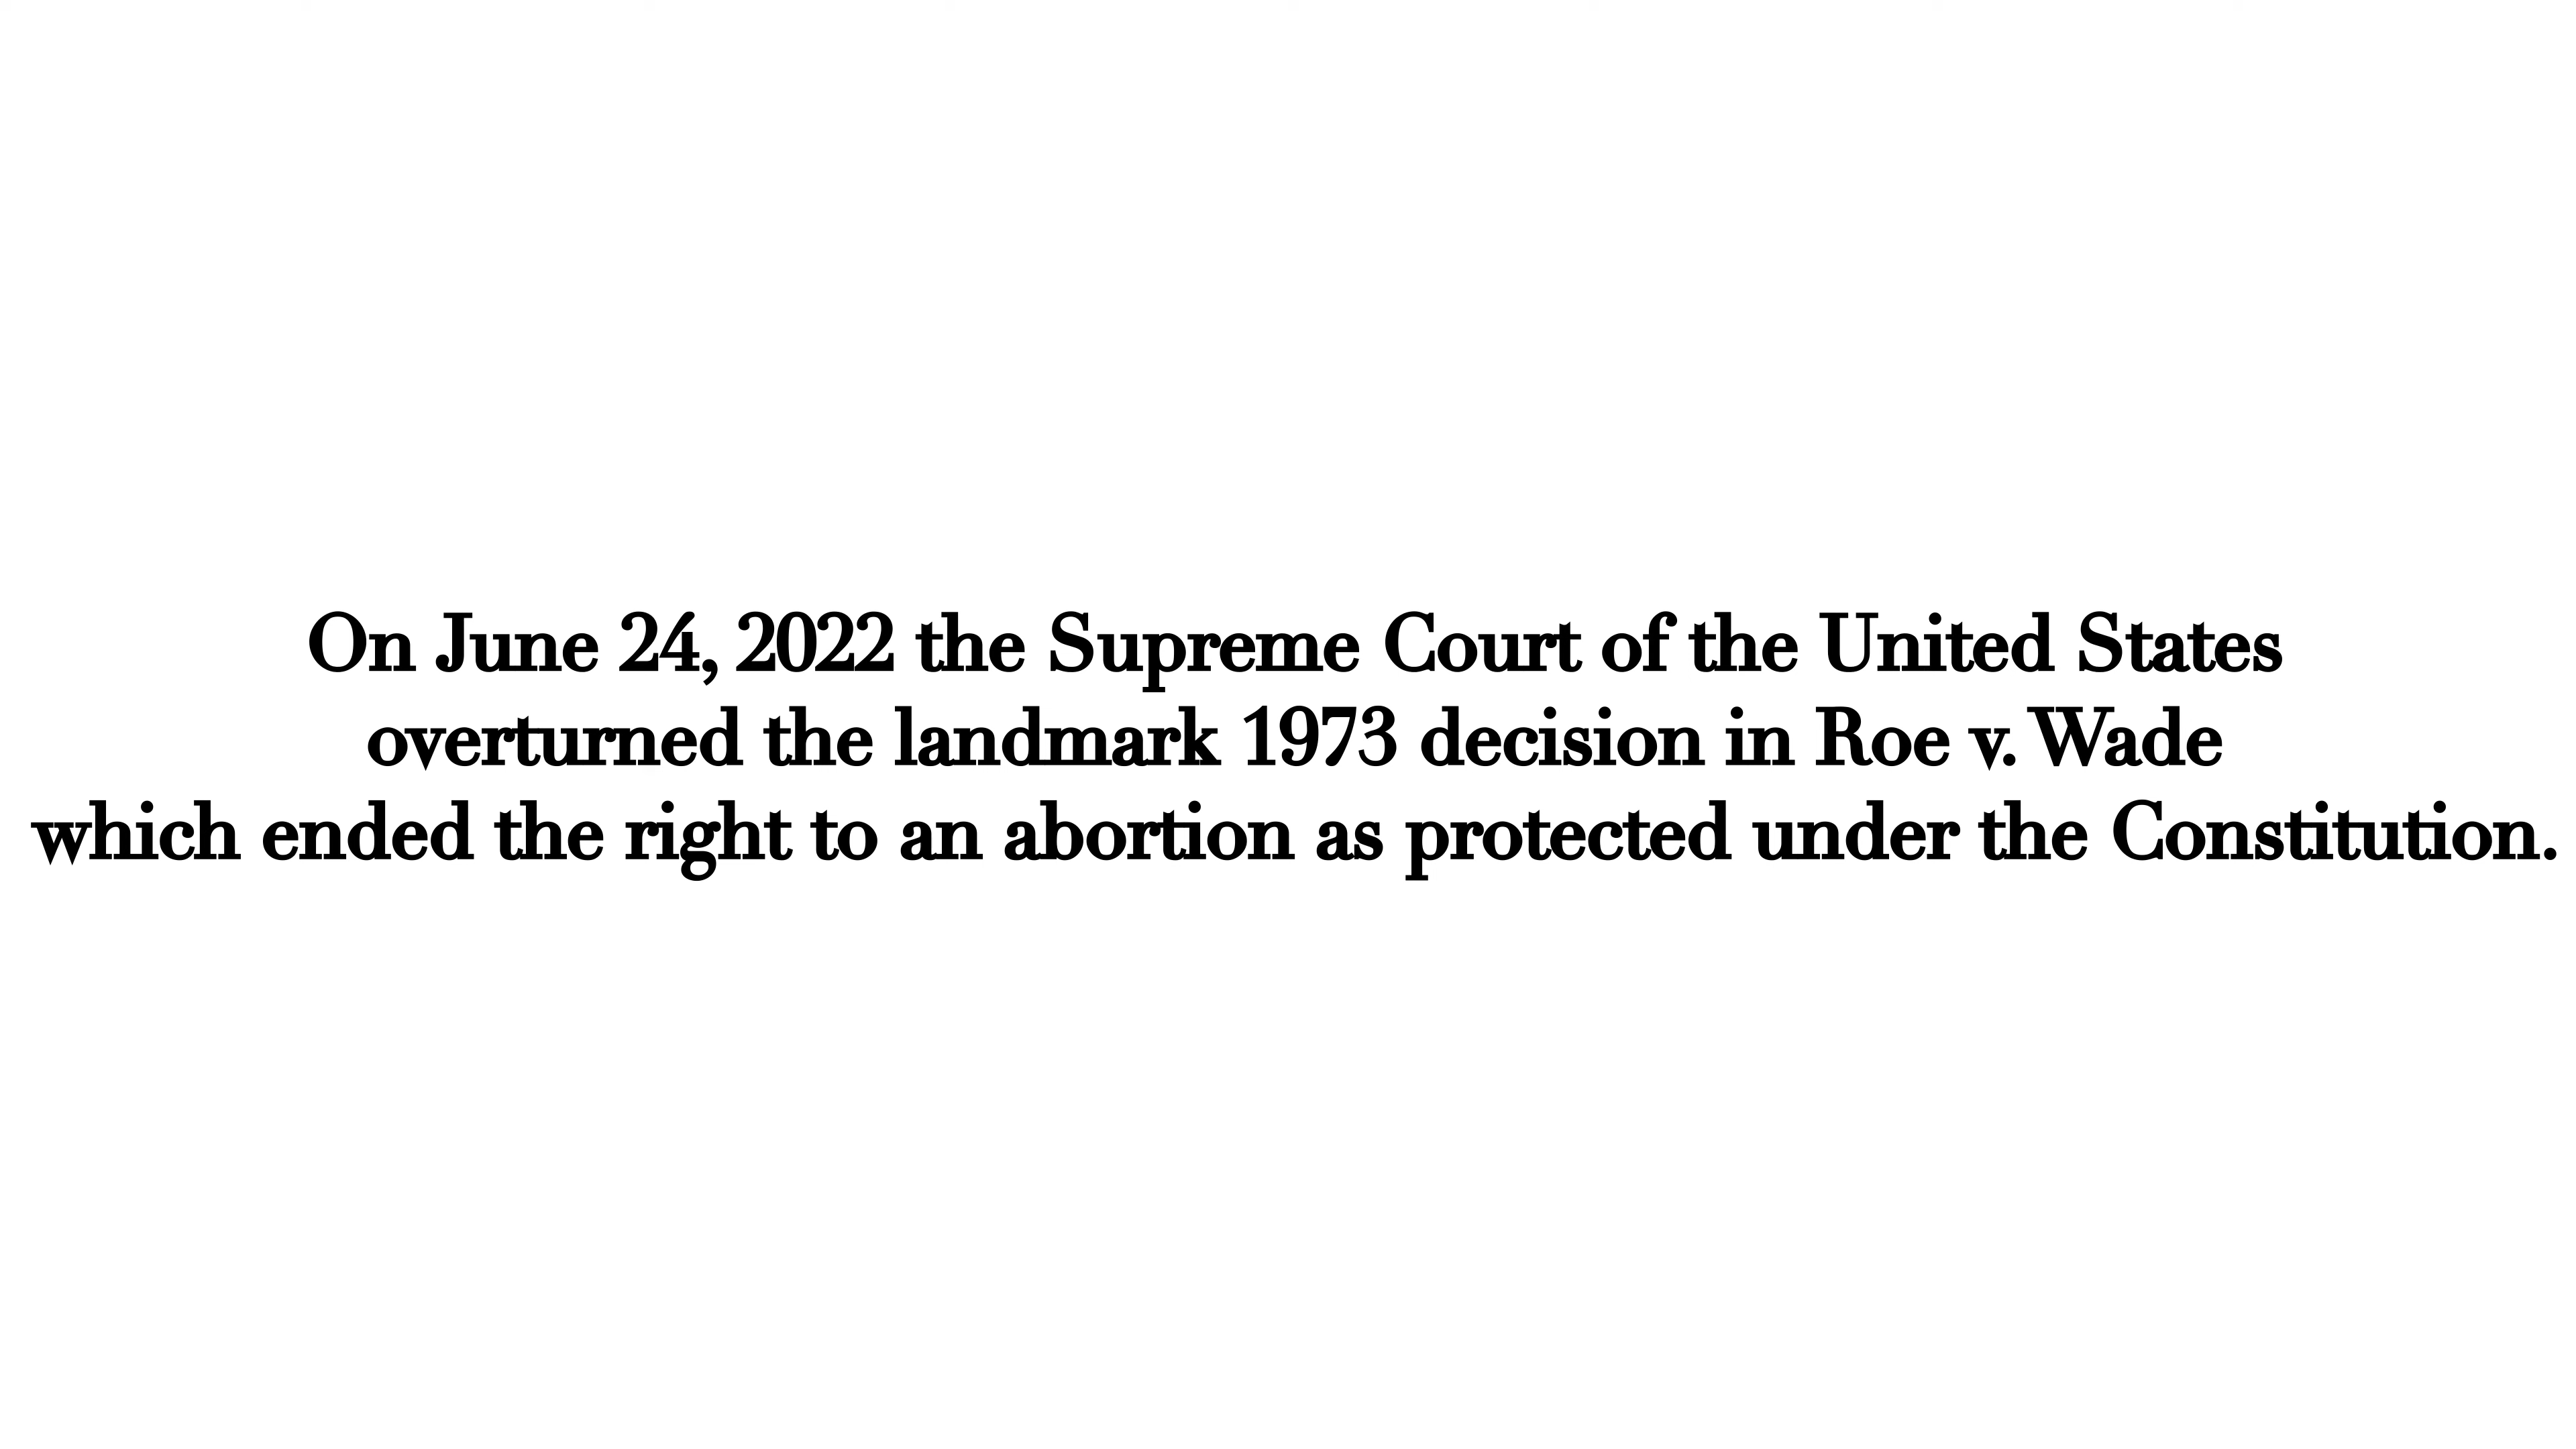 On June 24, 2022 the Supreme Court of the United States
overturned the landmark 1973 decision in Roe v. Wade
which ended the right to an abortion as protected under the Constitution.